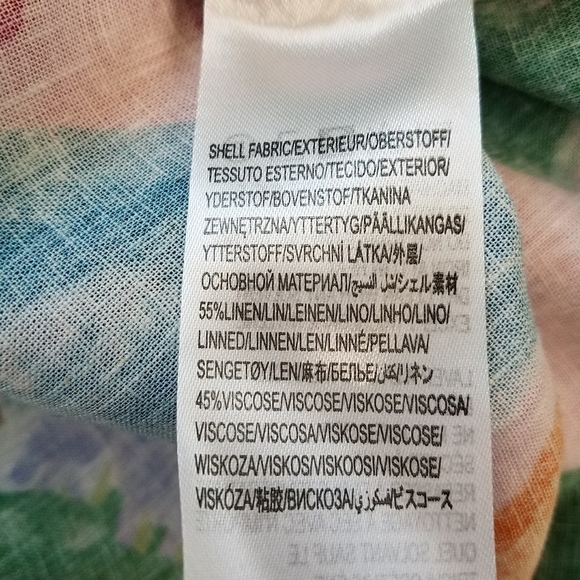 SHELL FABRIC/EXTERIEUR/OBERSTOFF/
TESSUTO ESTERNO/TECIDO/EXTERIOR/
YDERSTOF/BOVENSTOF/TKANINA
ZEWNĘTRZNA/YTTERTYG/PÄÄLLIKANGAS/
YTTERSTOFF/SVRCHNÍ LÁTKA/外层/
ОСНОВНОЙ МАТЕРИАЛ/شل النسيج/シェル素材
55%LINEN/LIN/LEINEN/LINO/LINHO/LINO/
LINNED/LINNEN/LEN/LINNÉ/PELLAVA/
SENGETØY/LEN/麻布/БЕЛЬЕ/كتان/リネン
45%VISCOSE/VISCOSE/VISKOSE/VISCOSA/
VISCOSE/VISCOSA/VISKOSE/VISCOSE/
WISKOZA/VISKOS/VISKOOSI/VISKOSE/
VISKÓZA/粘胶/ВИСКОЗА/فسكوزي/ビスコース